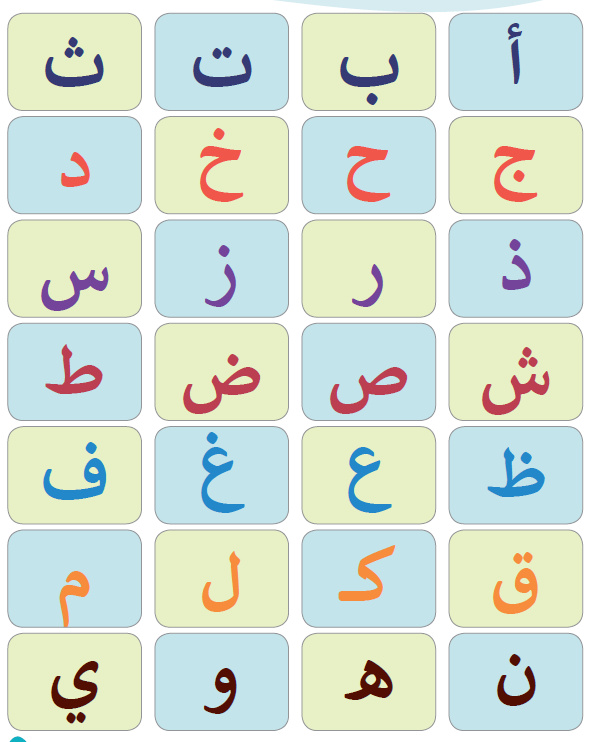 أ ب ت ث
ج ح خ د
ذ ر ز س
ش ص ض ط
ظ ع غ ف
ق كـ ل م
ن هـ و ي